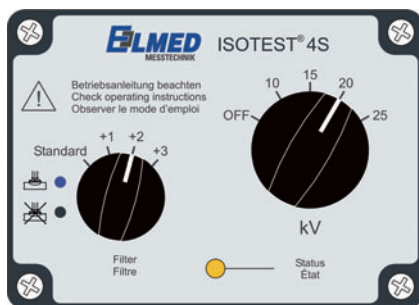 ELMED
MESSTECHNIK
ISOTEST® 4S
Betriebsanleitung beachten
Check operating instructions
Observer le mode d'emploi
Standard
+1
+2
+3
Filter
Filtre
OFF
10
15
20
25
kV
Status
État